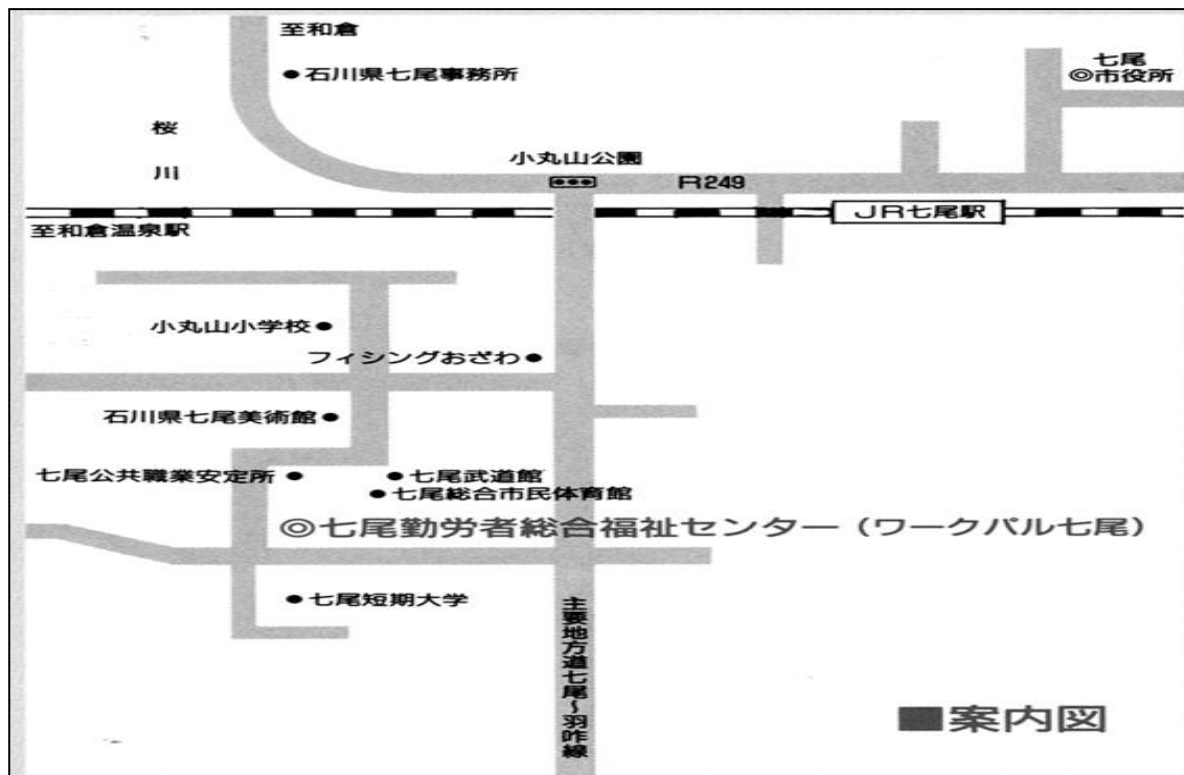 至和倉
●石川県七尾事務所
七尾
◎市役所
桜川
小丸山公園
R249
JR七尾駅
至和倉温泉駅
小丸山小学校●
フィシングおざわ●
石川県七尾美術館●
七尾公共職業安定所●
●七尾武道館
●七尾総合市民体育館
◎七尾勤労者総合福祉センター（ワークパル七尾）
●七尾短期大学
主要地方道七尾～羽咋線
■案内図